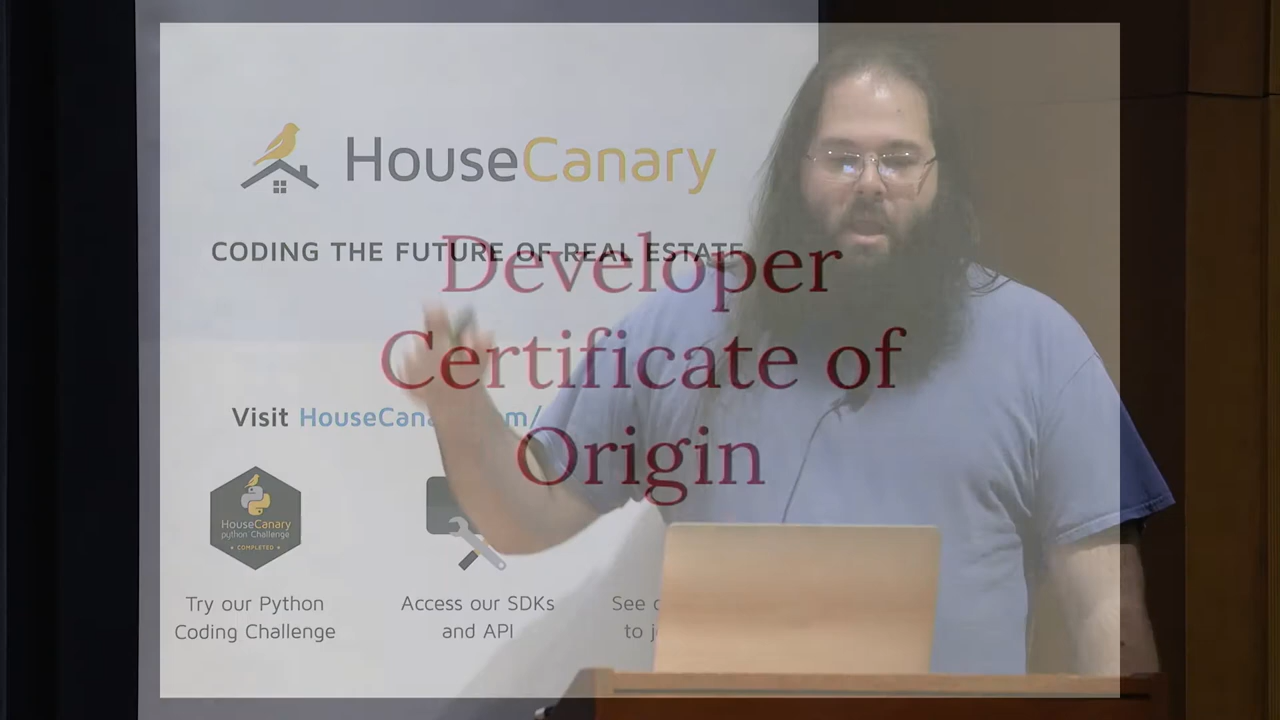 HouseCanary
CODING THE FUTURE OF REAL ESTATE
Developer
Certificate of
Origin
Visit HouseCana
HouseCanary
python Challenge
COMPLETED
Try our Python
Coding Challenge
Access our SDKs
and API
See
to